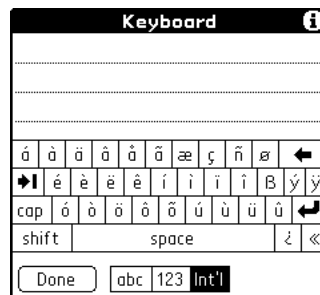 Keyboard i
á à ä â å ã æ ç ñ ø
é è ë ê í ì ï î ß ý ÿ
cap ó ò ö ô õ ú ù ü û
shift space ¿ «
Done abc 123 Int'l